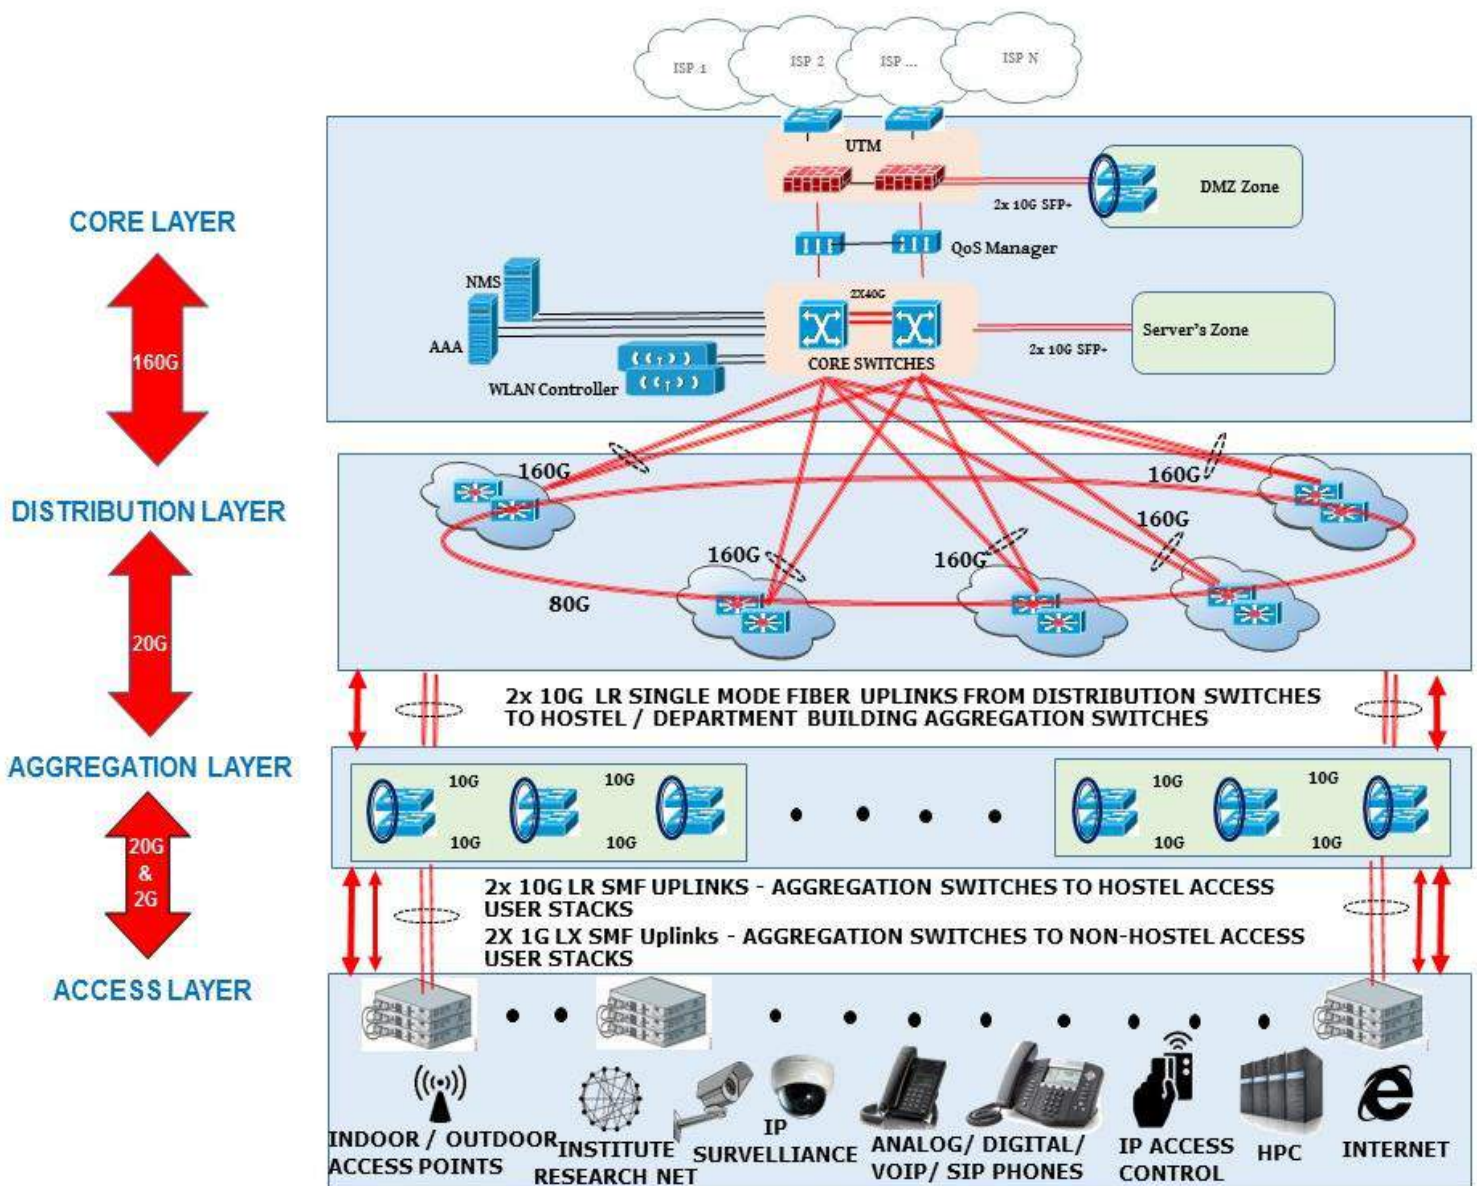 ISP 1
ISP 2
ISP ...
ISP N
UTM
DMZ Zone
2x 10G SFP+
CORE LAYER
QoS Manager
NMS
2X40G
160G
AAA
Server's Zone
2x 10G SFP+
CORE SWITCHES
WLAN Controller
160G
160G
DISTRIBUTION LAYER
160G
160G
160G
80G
20G
2x 10G LR SINGLE MODE FIBER UPLINKS FROM DISTRIBUTION SWITCHES
TO HOSTEL / DEPARTMENT BUILDING AGGREGATION SWITCHES
AGGREGATION LAYER
10G
10G
10G
10G
10G
10G
10G
10G
20G
&
2G
2x 10G LR SMF UPLINKS - AGGREGATION SWITCHES TO HOSTEL ACCESS
USER STACKS
2X 1G LX SMF Uplinks - AGGREGATION SWITCHES TO NON-HOSTEL ACCESS
USER STACKS
ACCESS LAYER
INDOOR / OUTDOOR
ACCESS POINTS
INSTITUTE
RESEARCH NET
IP
SURVELLIANCE
ANALOG/ DIGITAL/
VOIP/ SIP PHONES
IP ACCESS
CONTROL
HPC
INTERNET